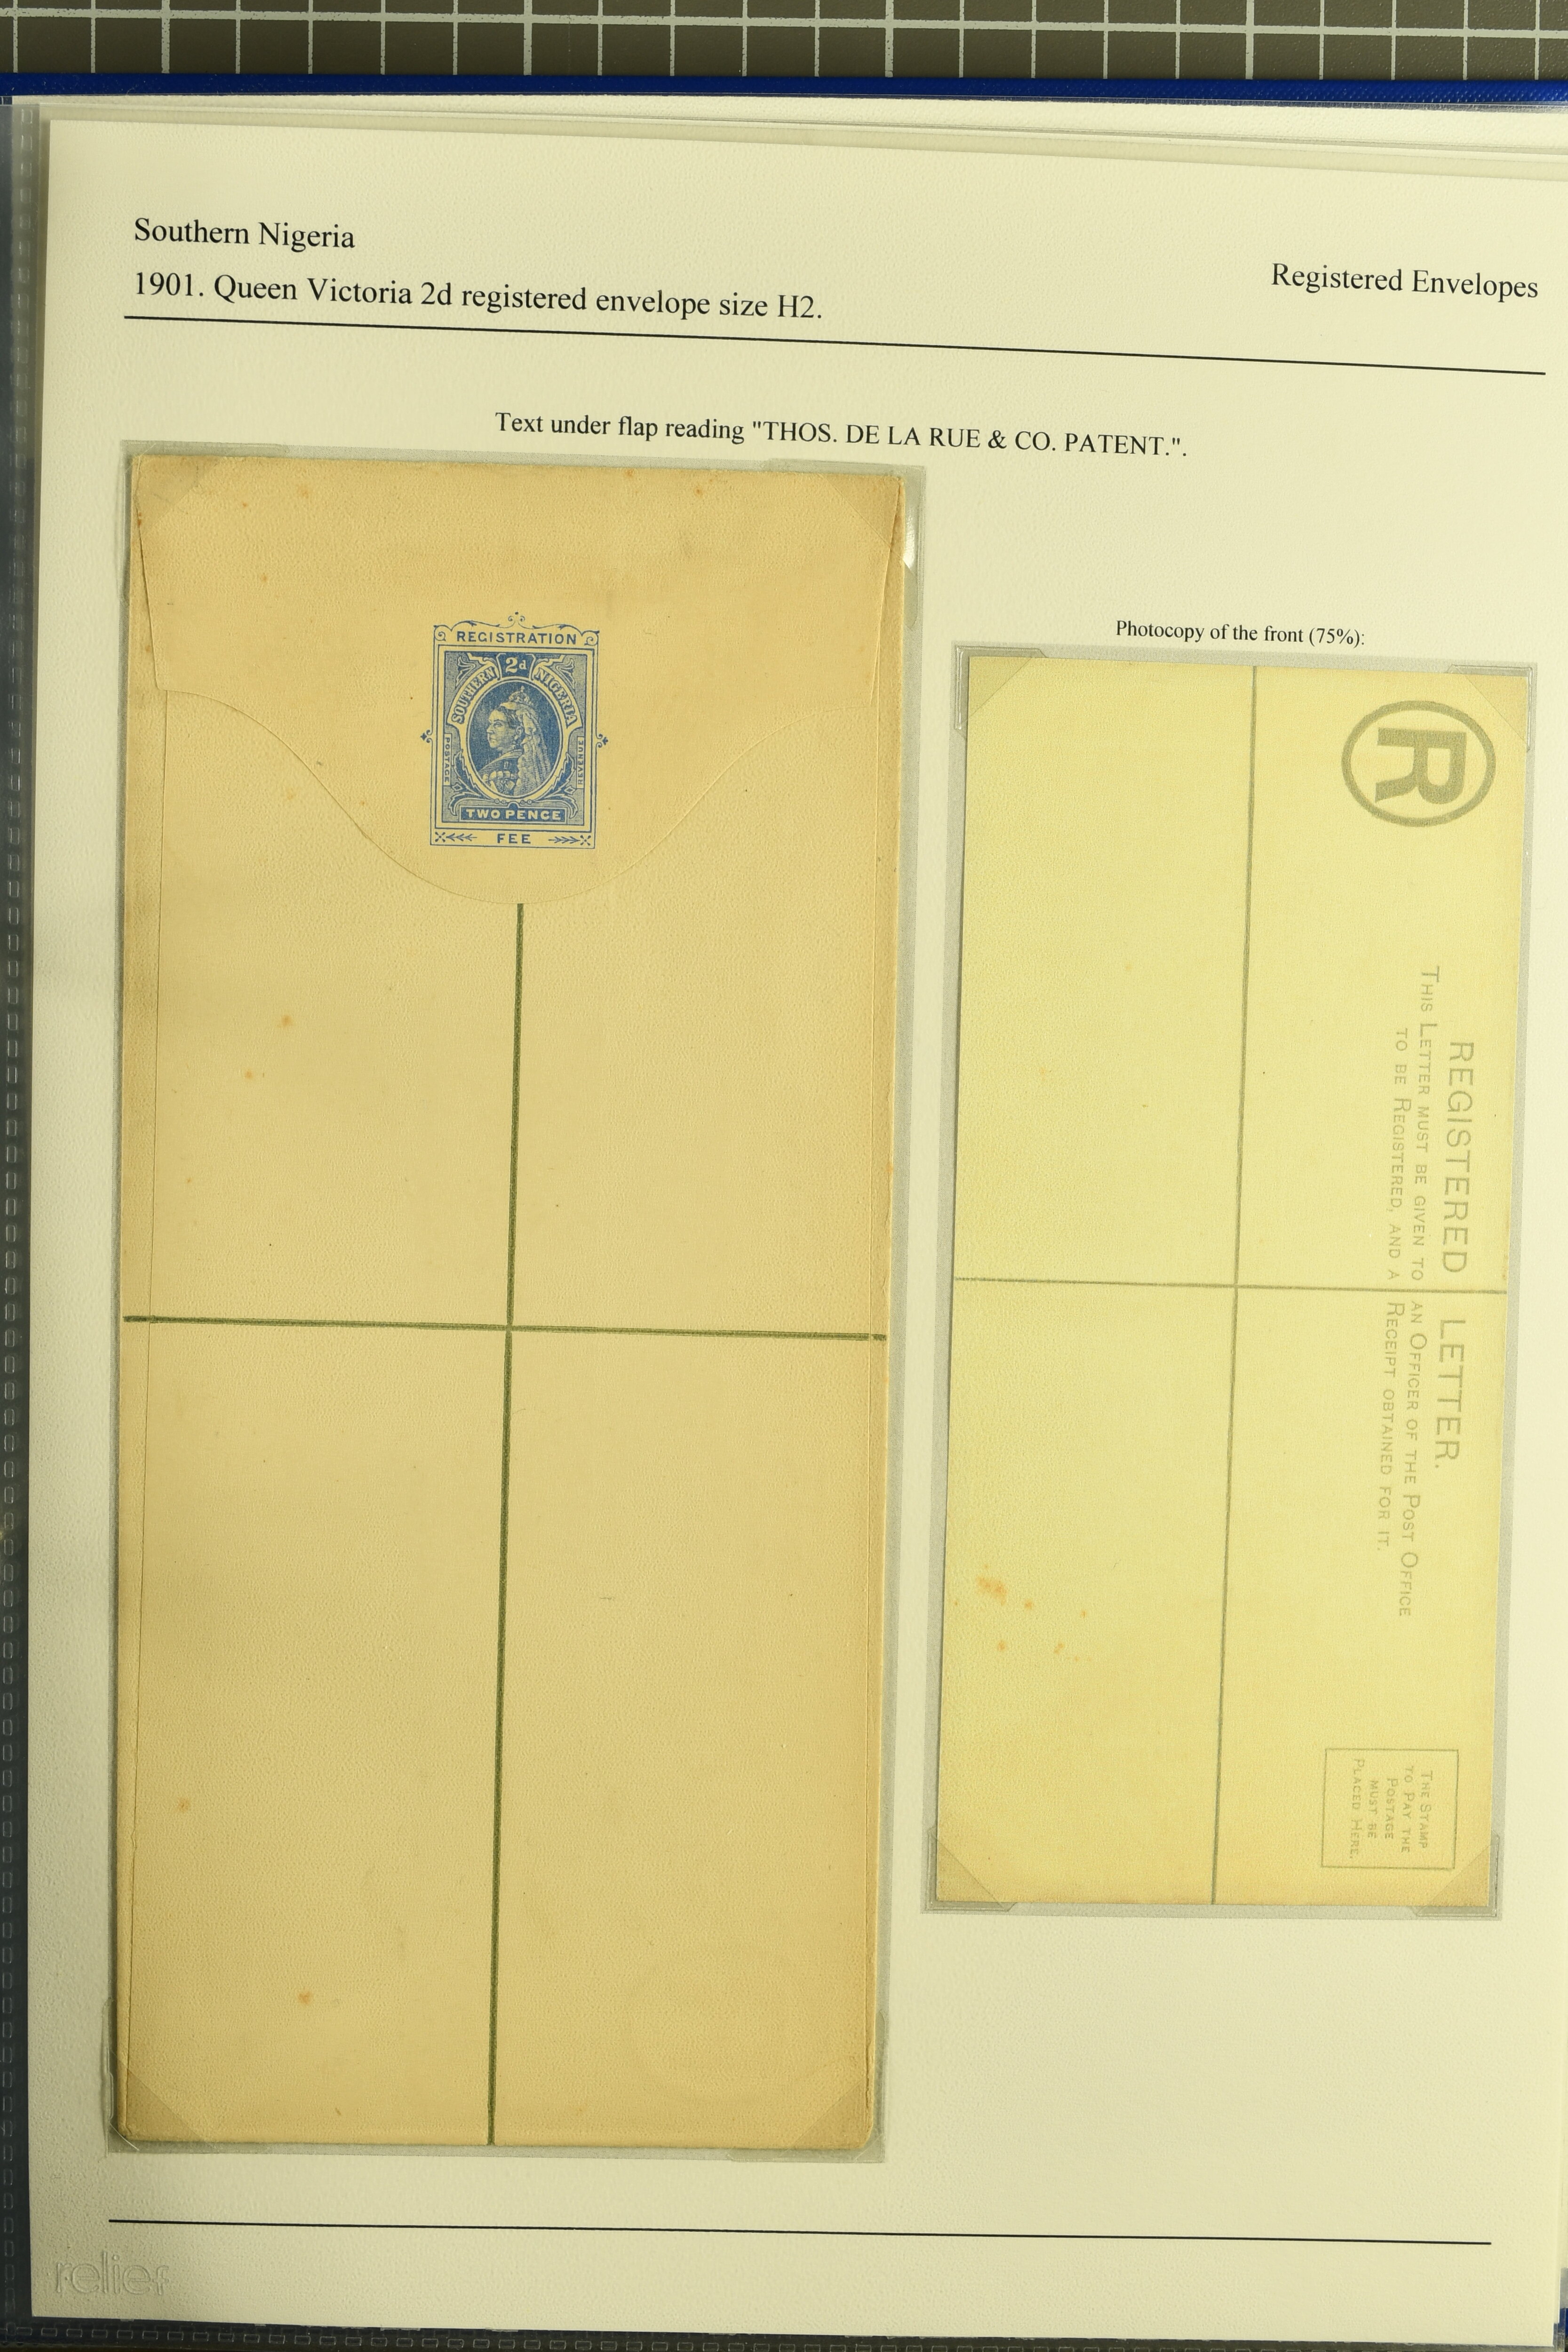 Southern Nigeria
Registered Envelopes
1901. Queen Victoria 2d registered envelope size H2.
Text under flap reading "THOS. DE LA RUE & CO. PATENT.".
REGISTRATION
2d
SOUTHERN NIGERIA
POSTAGE
REVENUE
TWO PENCE
FEE
Photocopy of the front (75%):
R
REGISTERED LETTER.
THIS LETTER MUST BE GIVEN TO AN OFFICER OF THE POST OFFICE
TO BE REGISTERED, AND A RECEIPT OBTAINED FOR IT.
THE STAMP
TO PAY THE
POSTAGE
MUST BE
PLACED HERE.
relief